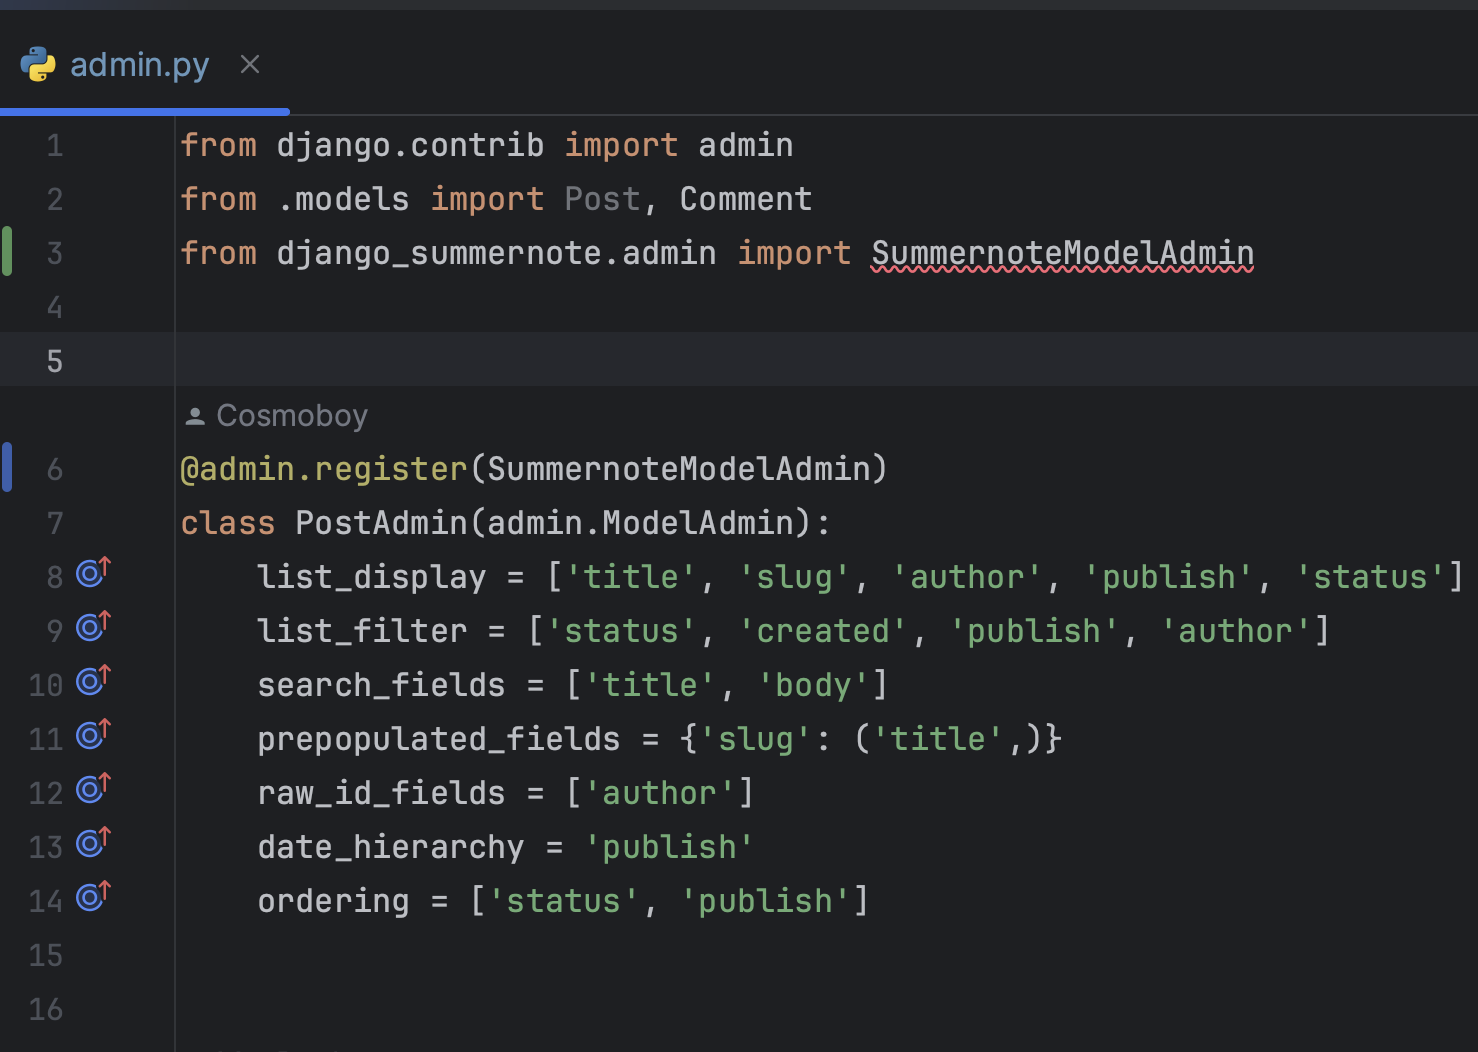 admin.py
1 from django.contrib import admin
2 from .models import Post, Comment
3 from django_summernote.admin import SummernoteModelAdmin
4
5
Cosmoboy
6 @admin.register(SummernoteModelAdmin)
7 class PostAdmin(admin.ModelAdmin):
8     list_display = ['title', 'slug', 'author', 'publish', 'status']
9     list_filter = ['status', 'created', 'publish', 'author']
10     search_fields = ['title', 'body']
11     prepopulated_fields = {'slug': ('title',)}
12     raw_id_fields = ['author']
13     date_hierarchy = 'publish'
14     ordering = ['status', 'publish']
15
16